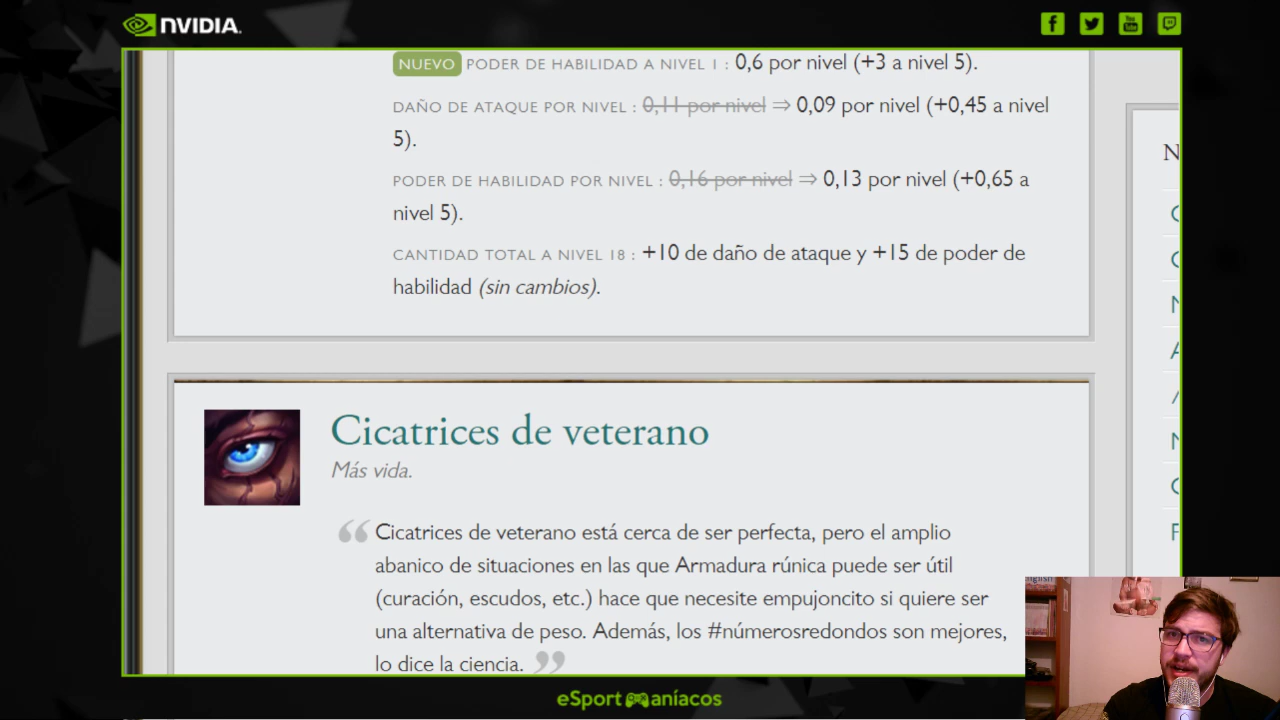 NVIDIA.
NUEVO PODER DE HABILIDAD A NIVEL 1 : 0,6 por nivel (+3 a nivel 5).
DAÑO DE ATAQUE POR NIVEL : 0,11 por nivel ⇒ 0,09 por nivel (+0,45 a nivel
5).
PODER DE HABILIDAD POR NIVEL : 0,16 por nivel ⇒ 0,13 por nivel (+0,65 a
nivel 5).
CANTIDAD TOTAL A NIVEL 18 : +10 de daño de ataque y +15 de poder de
habilidad (sin cambios).
Cicatrices de veterano
Más vida.
“ Cicatrices de veterano está cerca de ser perfecta, pero el amplio
abanico de situaciones en las que Armadura rúnica puede ser útil
(curación, escudos, etc.) hace que necesite empujoncito si quiere ser
una alternativa de peso. Además, los #númerosredondos son mejores,
lo dice la ciencia. ”
eSportmaníacos